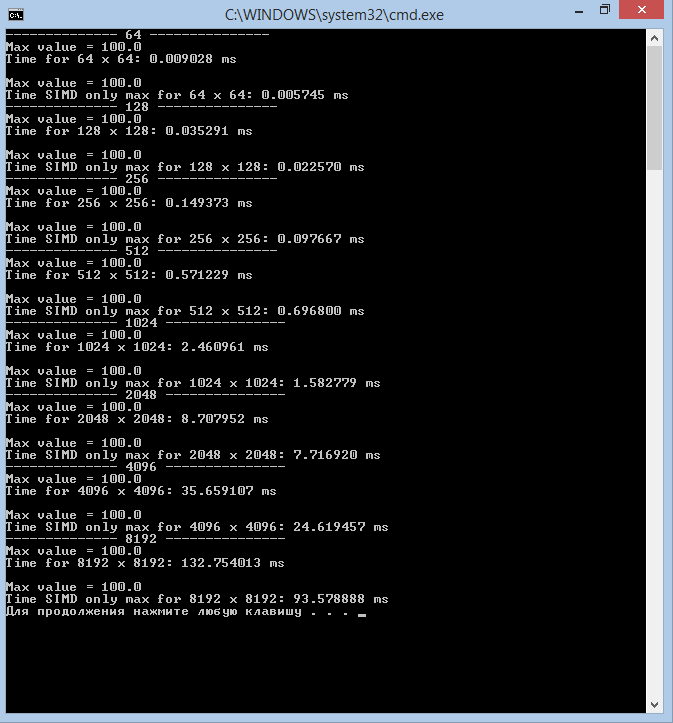 C:\WINDOWS\system32\cmd.exe
-------------- 64 ---------------
Max value = 100.0
Time for 64 x 64: 0.009028 ms
Max value = 100.0
Time SIMD only max for 64 x 64: 0.005745 ms
-------------- 128 ---------------
Max value = 100.0
Time for 128 x 128: 0.035291 ms
Max value = 100.0
Time SIMD only max for 128 x 128: 0.022570 ms
-------------- 256 ---------------
Max value = 100.0
Time for 256 x 256: 0.149373 ms
Max value = 100.0
Time SIMD only max for 256 x 256: 0.097667 ms
-------------- 512 ---------------
Max value = 100.0
Time for 512 x 512: 0.571229 ms
Max value = 100.0
Time SIMD only max for 512 x 512: 0.696800 ms
-------------- 1024 ---------------
Max value = 100.0
Time for 1024 x 1024: 2.460961 ms
Max value = 100.0
Time SIMD only max for 1024 x 1024: 1.582779 ms
-------------- 2048 ---------------
Max value = 100.0
Time for 2048 x 2048: 8.707952 ms
Max value = 100.0
Time SIMD only max for 2048 x 2048: 7.716920 ms
-------------- 4096 ---------------
Max value = 100.0
Time for 4096 x 4096: 35.659107 ms
Max value = 100.0
Time SIMD only max for 4096 x 4096: 24.619457 ms
-------------- 8192 ---------------
Max value = 100.0
Time for 8192 x 8192: 132.754013 ms
Max value = 100.0
Time SIMD only max for 8192 x 8192: 93.578888 ms
Для продолжения нажмите любую клавишу . . . _